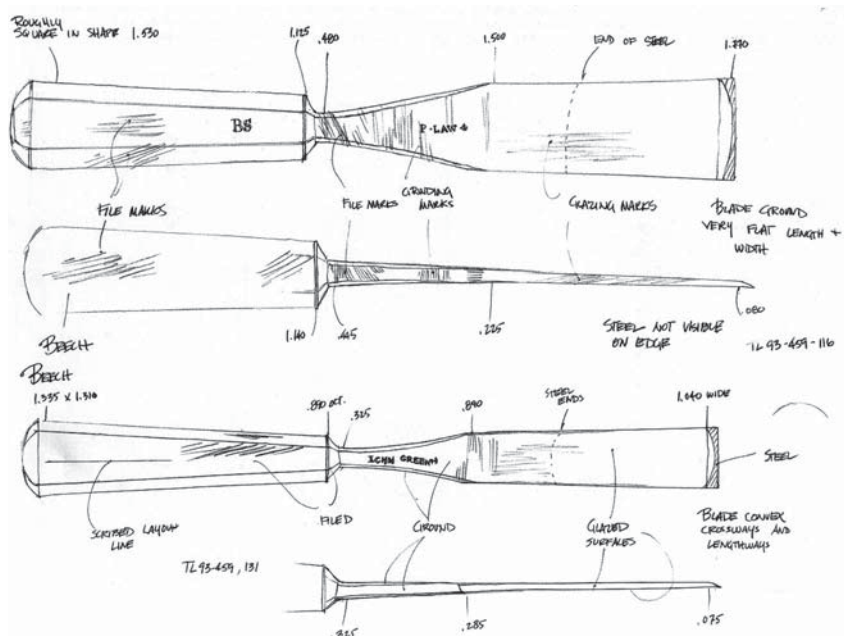 ROUGHLY
SQUARE IN SHAPE 1.530
1.125
.480
1.500
END OF STEEL
1.270
BS
P·LAW
FILE MARKS
FILE MARKS
GRINDING
MARKS
GLAZING MARKS
BLADE GROUND
VERY FLAT LENGTH +
WIDTH
BEECH
1.140
.445
.225
STEEL NOT VISIBLE
ON EDGE
.080
TL 93-459-116
BEECH
1.335 x 1.310
.890 OCT.
.325
.890
STEEL
ENDS
1.040 WIDE
STEEL
GREEN
SCRIBED LAYOUT
LINE
FILED
GROUND
GLAZED
SURFACES
BLADE CONVEX
CROSSWAYS AND
LENGTHWAYS
TL 93-459, 131
.325
.285
.075